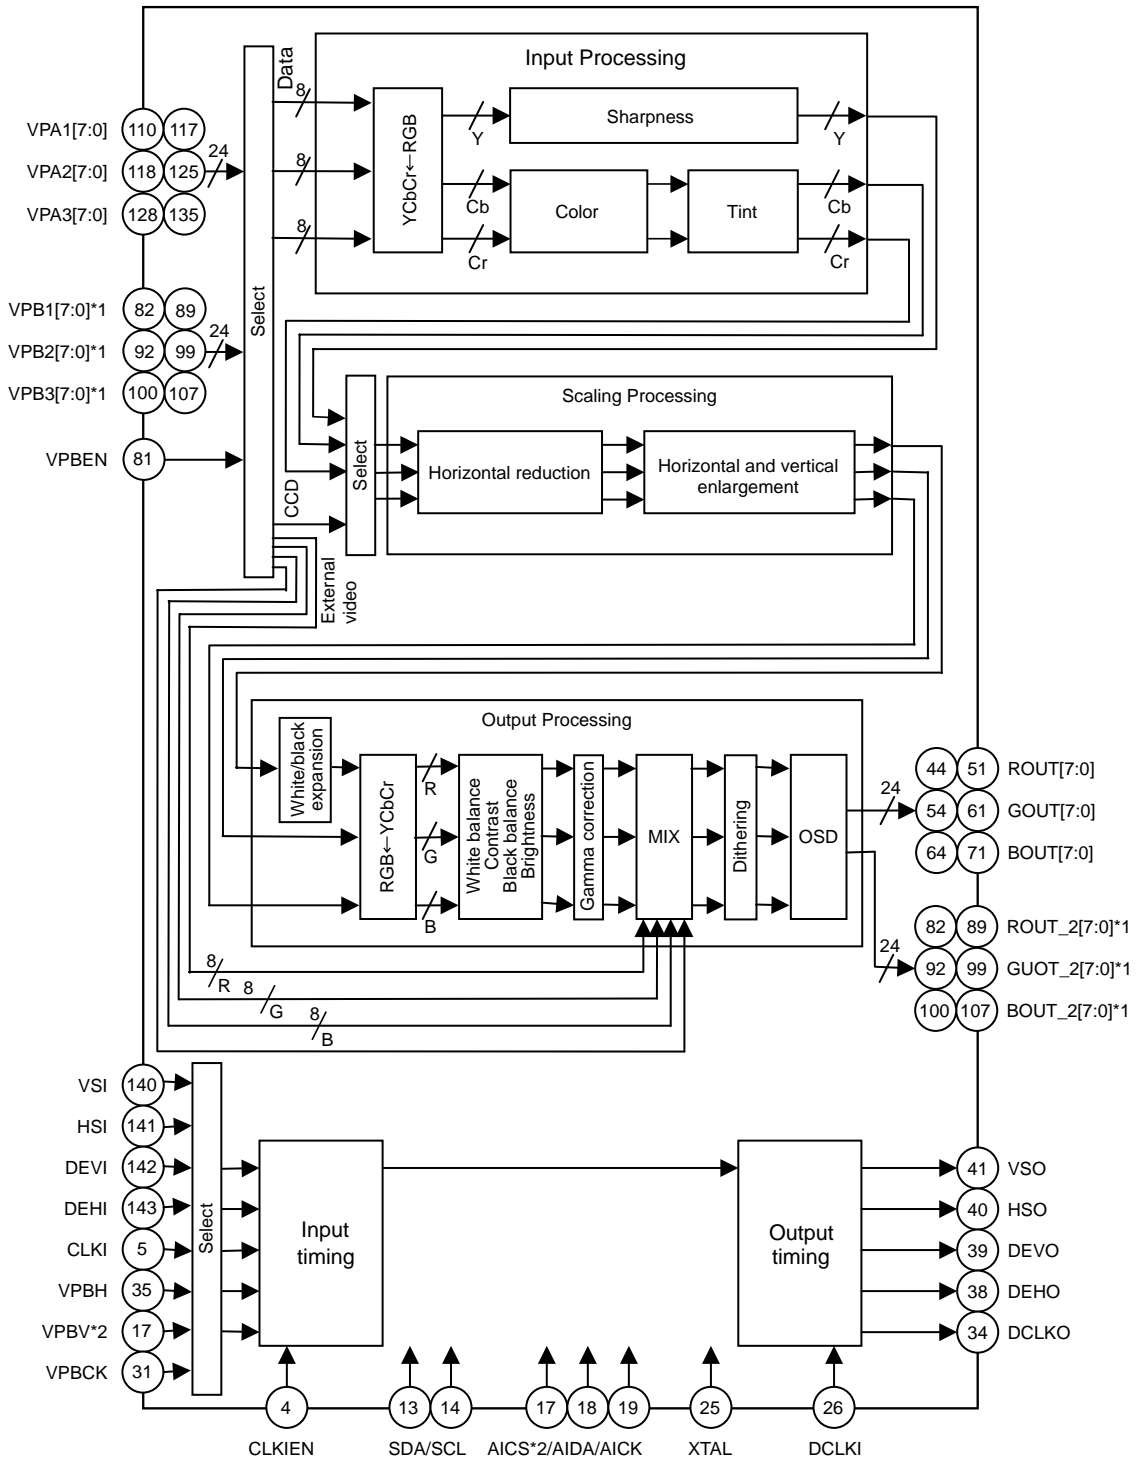 Input Processing
Data
8
8
8
YCbCr←RGB
Y
Sharpness
Y
Cb
Cr
Color
Tint
Cb
Cr
VPA1[7:0] 110 117
VPA2[7:0] 118 125 24
VPA3[7:0] 128 135
VPB1[7:0]*1 82 89
VPB2[7:0]*1 92 99 24
VPB3[7:0]*1 100 107
VPBEN 81
Select
CCD
External
video
Select
Scaling Processing
Horizontal reduction
Horizontal and vertical
enlargement
Output Processing
White/black
expansion
RGB←YCbCr
R
G
B
White balance
Contrast
Black balance
Brightness
Gamma correction
MIX
Dithering
OSD
24
44 51 ROUT[7:0]
54 61 GOUT[7:0]
64 71 BOUT[7:0]
24
82 89 ROUT_2[7:0]*1
92 99 GUOT_2[7:0]*1
100 107 BOUT_2[7:0]*1
8 R
8 G
8 B
VSI 140
HSI 141
DEVI 142
DEHI 143
CLKI 5
VPBH 35
VPBV*2 17
VPBCK 31
Select
Input
timing
Output
timing
41 VSO
40 HSO
39 DEVO
38 DEHO
34 DCLKO
4 13 14 17 18 19 25 26
CLKIEN SDA/SCL AICS*2/AIDA/AICK XTAL DCLKI